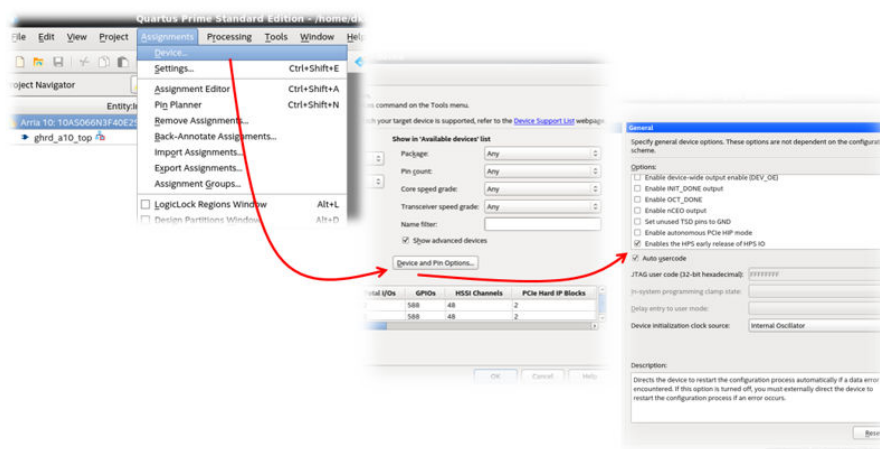 Quartus Prime Standard Edition - /home/dk
File Edit View Project Assignments Processing Tools Window Help
Device...
Settings... Ctrl+Shift+E
Project Navigator
Assignment Editor Ctrl+Shift+A
Pin Planner Ctrl+Shift+N
Remove Assignments...
Back-Annotate Assignments...
Import Assignments...
Export Assignments...
Assignment Groups...
LogicLock Regions Window Alt+L
Design Partitions Window Alt+D
Entity:In
Arria 10: 10AS066N3F40E2S
ghrd_a10_top
command on the Tools menu.
your target device is supported, refer to the Device Support List webpage
Show in 'Available devices' list
Package: Any
Pin count: Any
Core speed grade: Any
Transceiver speed grade: Any
Name filter:
Show advanced devices
Device and Pin Options...
Total I/Os GPIOs HSSI Channels PCIe Hard IP Blocks
588 48 2
588 48 2
OK Cancel Help
General
Specify general device options. These options are not dependent on the configurat
scheme.
Options:
Enable device-wide output enable (DEV_OE)
Enable INIT_DONE output
Enable OCT_DONE
Enable nCEO output
Set unused TSD pins to GND
Enable autonomous PCIe HIP mode
Enables the HPS early release of HPS IO
Auto usercode
JTAG user code (32-bit hexadecimal): FFFFFFFF
In-system programming clamp state:
Delay entry to user mode:
Device initialization clock source: Internal Oscillator
Description:
Directs the device to restart the configuration process automatically if a data error
encountered. If this option is turned off, you must externally direct the device to
restart the configuration process if an error occurs.
Rese